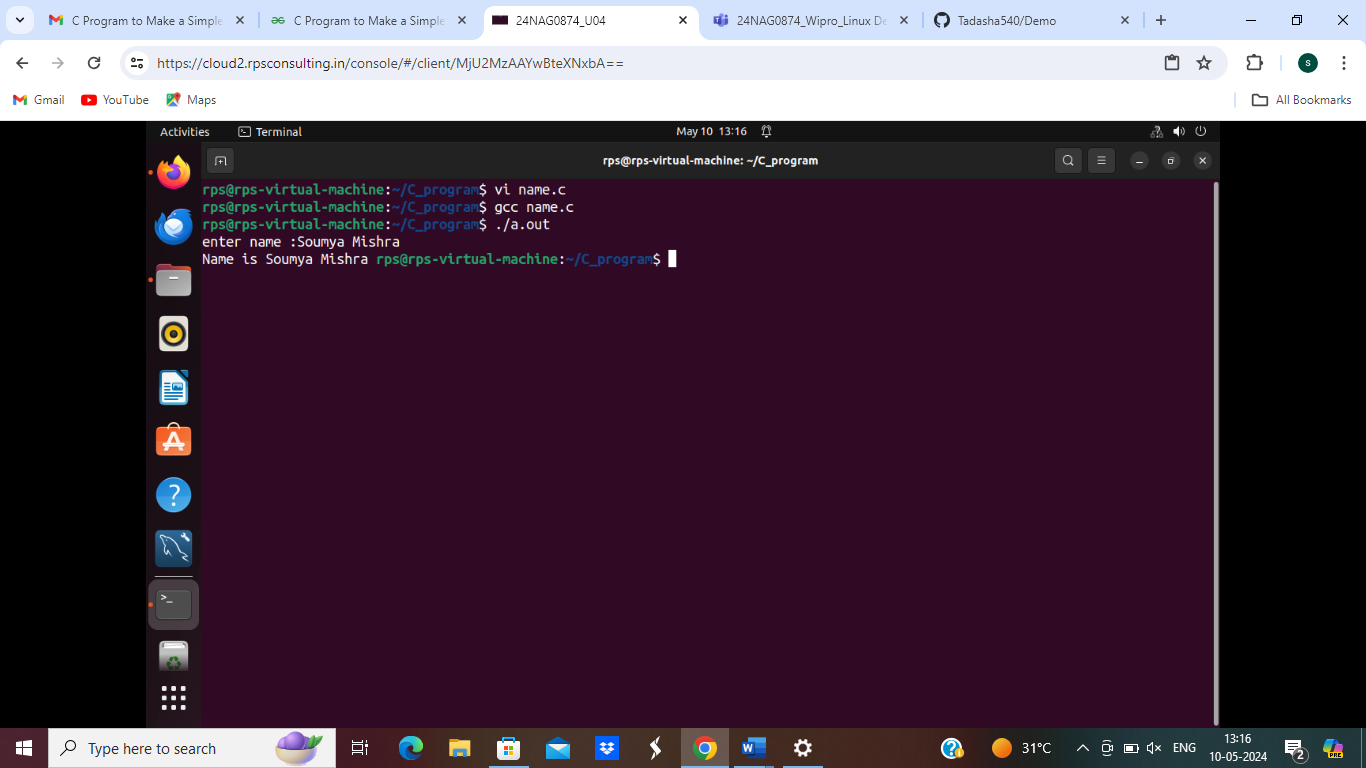 C Program to Make a Simple
C Program to Make a Simple
24NAG0874_U04
24NAG0874_Wipro_Linux De
Tadasha540/Demo
https://cloud2.rpsconsulting.in/console/#/client/MjU2MzAAYwBteXNxbA==
S
Gmail
YouTube
Maps
All Bookmarks
Activities
Terminal
May 10 13:16
rps@rps-virtual-machine: ~/C_program
rps@rps-virtual-machine:~/C_program$ vi name.c
rps@rps-virtual-machine:~/C_program$ gcc name.c
rps@rps-virtual-machine:~/C_program$ ./a.out
enter name :Soumya Mishra
Name is Soumya Mishra rps@rps-virtual-machine:~/C_program$
Type here to search
31°C
ENG
13:16
10-05-2024
2
PRE